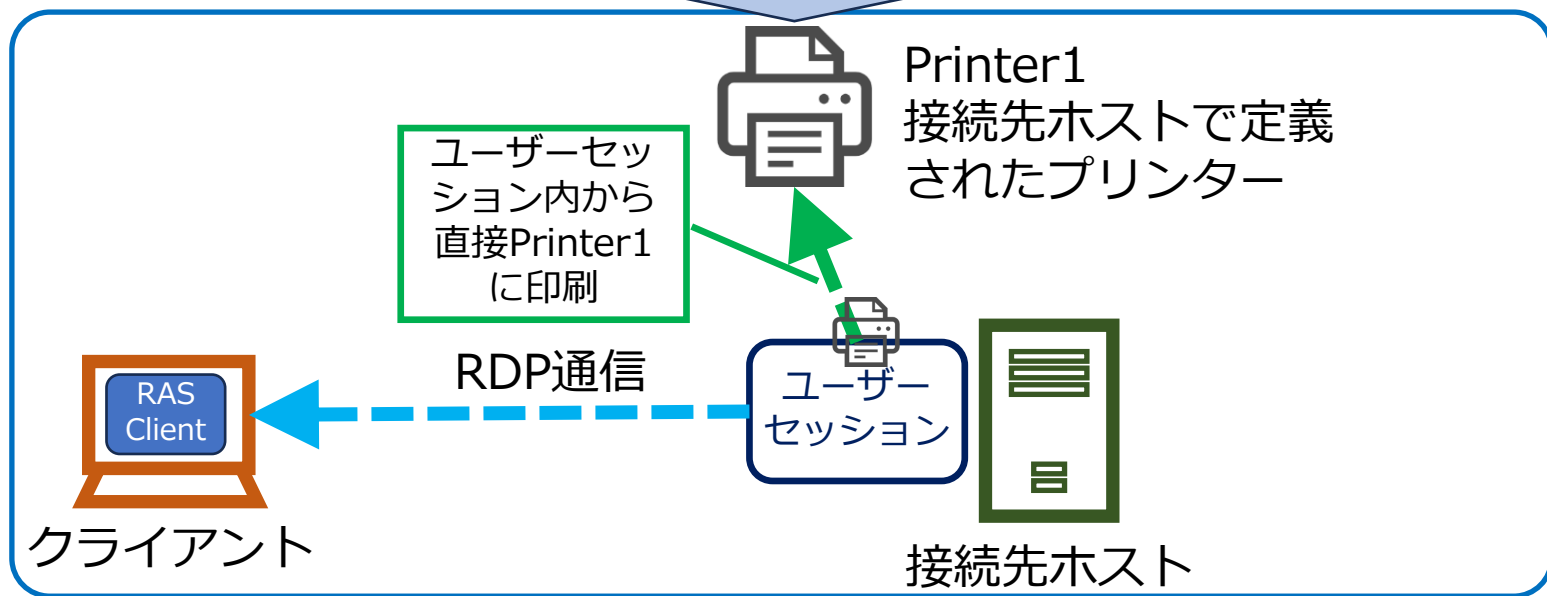 Printer1
接続先ホストで定義
されたプリンター
ユーザーセッ
ション内から
直接Printer1
に印刷
RDP通信
RAS
Client
ユーザー
セッション
クライアント
接続先ホスト